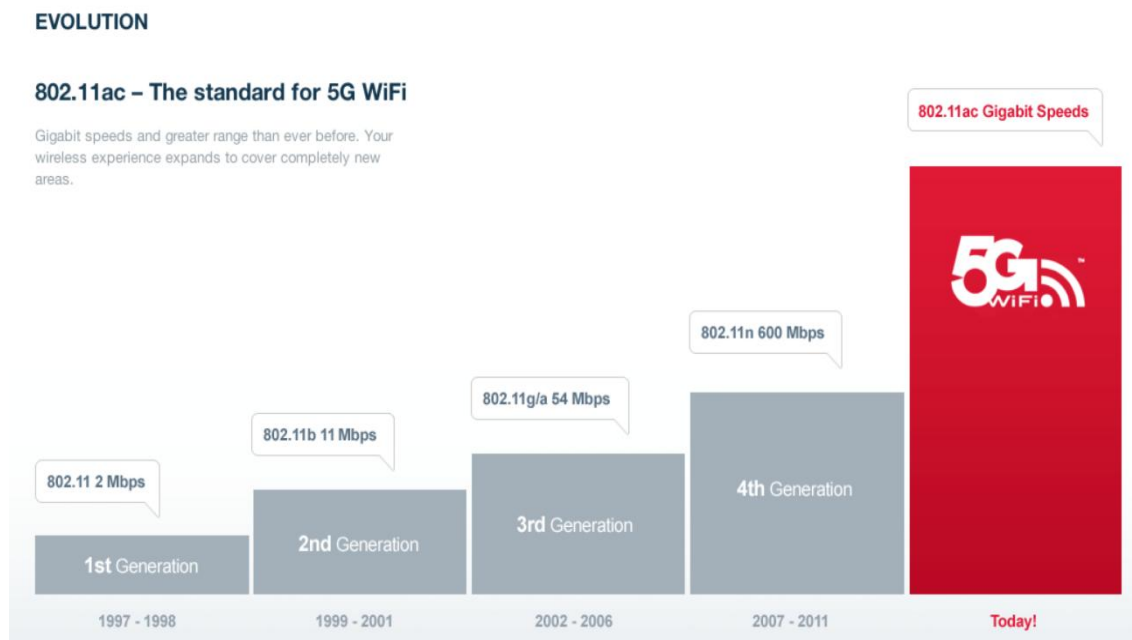 EVOLUTION
802.11ac – The standard for 5G WiFi
Gigabit speeds and greater range than ever before. Your
wireless experience expands to cover completely new
areas.
802.11ac Gigabit Speeds
5G
WiFi
™
802.11n 600 Mbps
802.11g/a 54 Mbps
802.11b 11 Mbps
802.11 2 Mbps
4th Generation
3rd Generation
2nd Generation
1st Generation
1997 - 1998
1999 - 2001
2002 - 2006
2007 - 2011
Today!